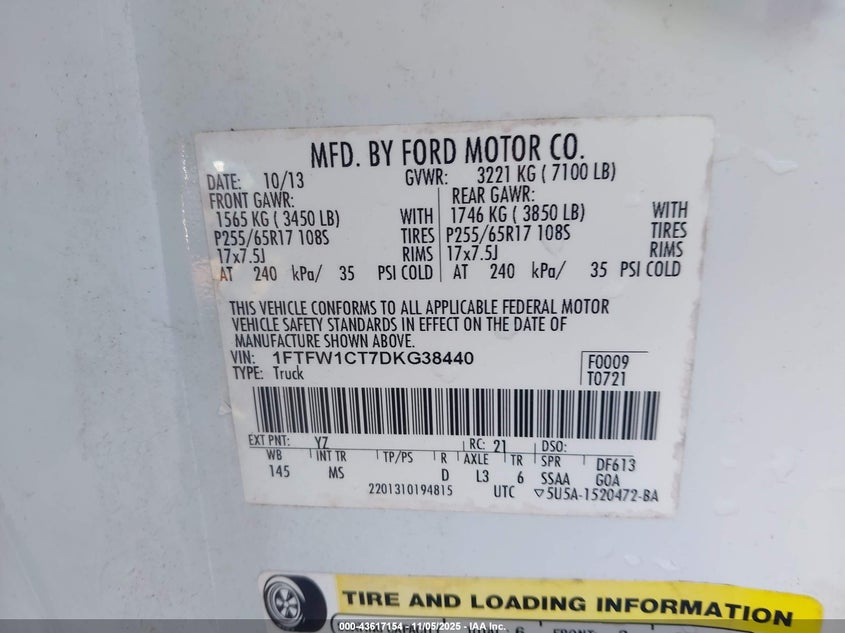 MFD. BY FORD MOTOR CO.
DATE: 10/13 GVWR: 3221 KG ( 7100 LB)
FRONT GAWR: REAR GAWR:
1565 KG ( 3450 LB) WITH 1746 KG ( 3850 LB) WITH
P255/65R17 108S TIRES P255/65R17 108S TIRES
17x7.5J RIMS 17x7.5J RIMS
AT 240 kPa/ 35 PSI COLD AT 240 kPa/ 35 PSI COLD
THIS VEHICLE CONFORMS TO ALL APPLICABLE FEDERAL MOTOR
VEHICLE SAFETY STANDARDS IN EFFECT ON THE DATE OF
MANUFACTURE SHOWN ABOVE.
VIN: 1FTFW1CT7DKG38440 F0009
TYPE: Truck T0721
EXT PNT: YZ RC: 21 DSO:
WB INT TR TP/PS R AXLE TR SPR DF613
145 MS D L3 6 SSAA GOA
2201310194815 UTC ▽5U5A-1520472-BA
TIRE AND LOADING INFORMATION
000-43617154 - 11/05/2025 - IAA, Inc.